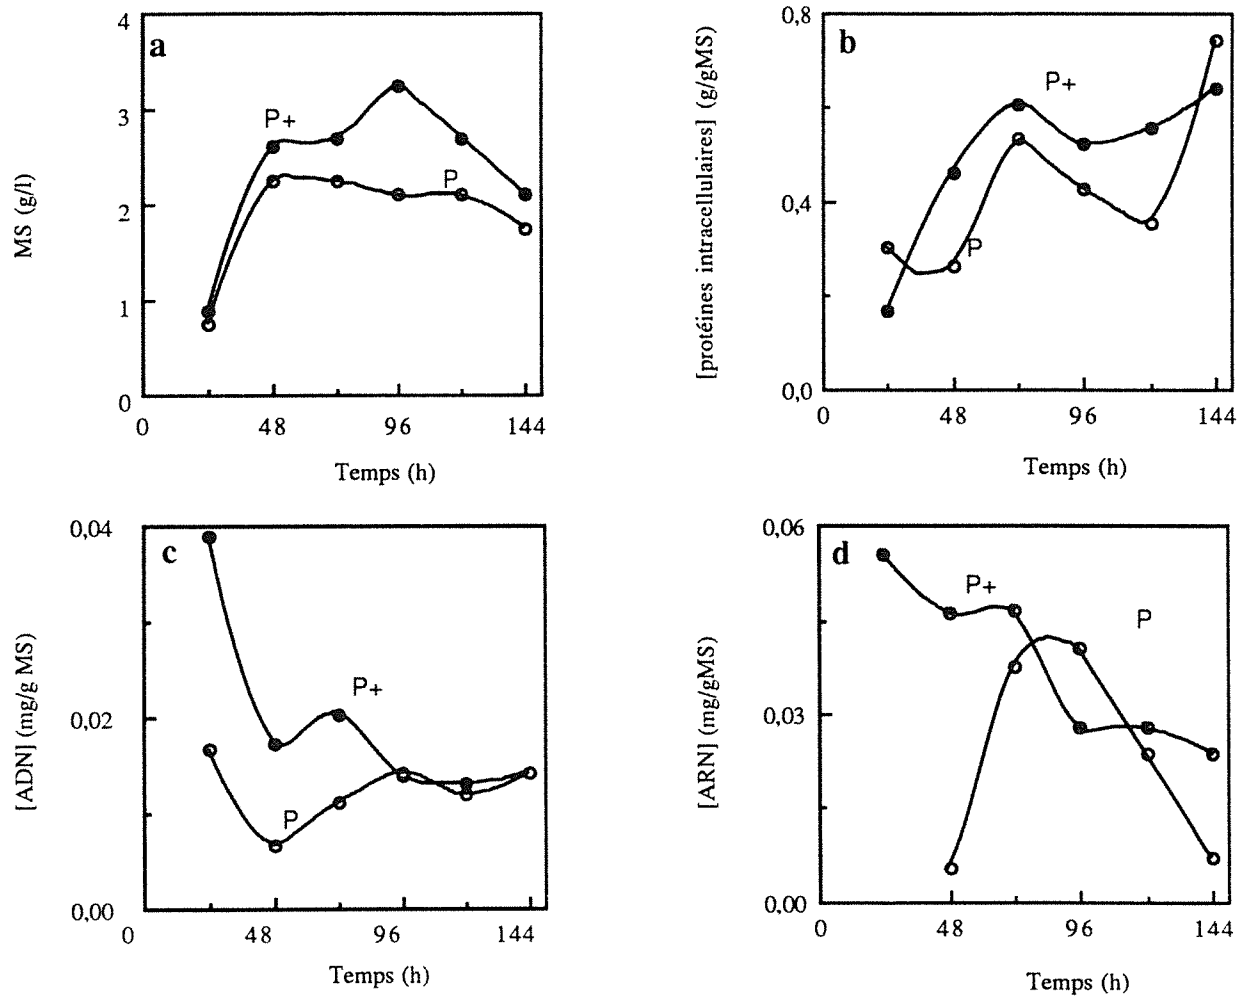 a
MS (g/l)
4
3
2
1
0
P+
P
0 48 96 144
Temps (h)
b
[protéines intracellulaires] (g/gMS)
0,8
0,4
0,0
P+
P
0 48 96 144
Temps (h)
c
[ADN] (mg/g MS)
0,04
0,02
0,00
P+
P
0 48 96 144
Temps (h)
d
[ARN] (mg/gMS)
0,06
0,03
0,00
P+
P
0 48 96 144
Temps (h)